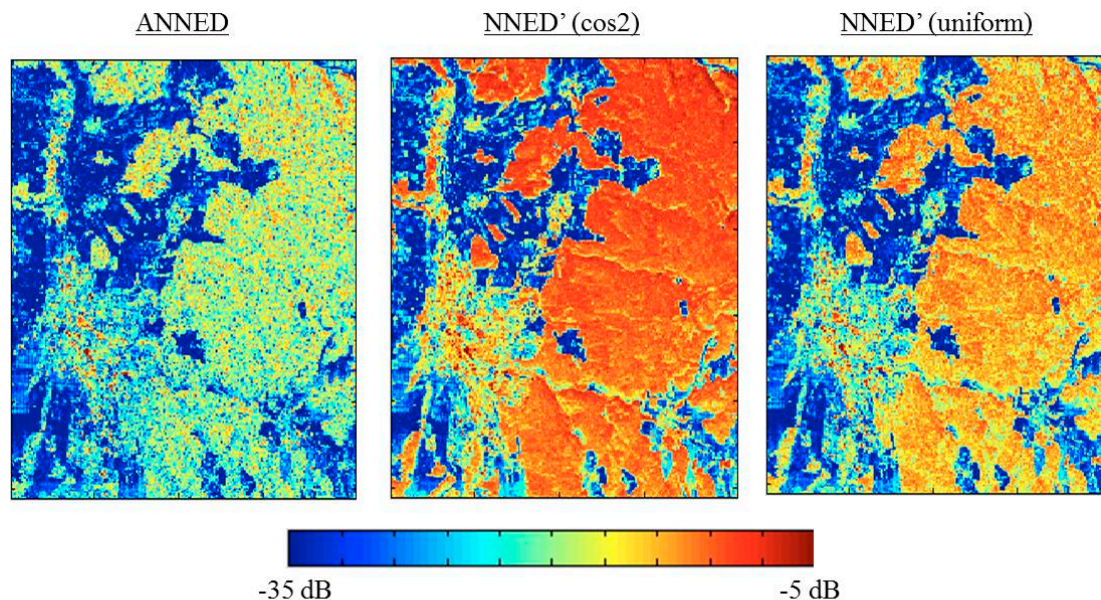 ANNED
NNED’ (cos2)
NNED’ (uniform)
-35 dB
-5 dB